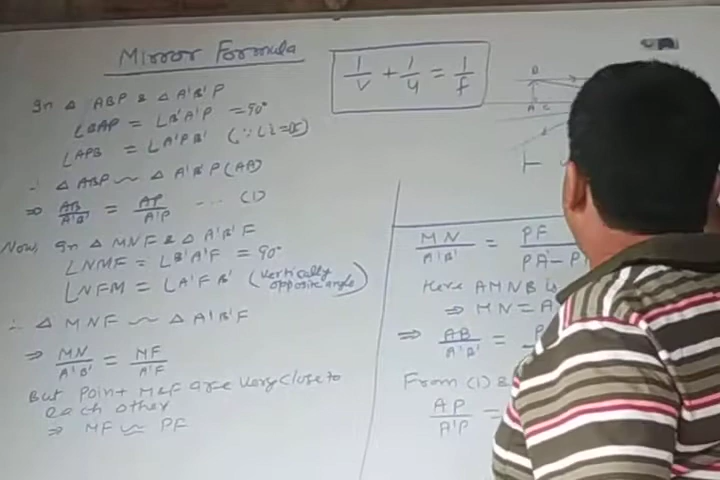 Mirror Formula
1/v + 1/u = 1/f
In △ ABP & △ A'B'P
∠BAP = ∠B'A'P = 90°
∠APB = ∠A'PB' (∵ ∠i=
∴ △ ABP ~ △ A'B'P (AA)
⇒ AB/A'B' = AP/A'P ... (1)
Now, In △ MNF & △ A'B'F
∠NMF = ∠B'A'F = 90°
∠NFM = ∠A'FB' (Vertically opposite angle)
∴ △ MNF ~ △ A'B'F
⇒ MN/A'B' = MF/A'F
But Point M&F are very close to
each other
⇒ MF ≃ PF
MN/A'B' = PF/PA'-P
Here AMNB is
⇒ MN = A
⇒ AB/A'B' = P
From (1) &
AP/A'P =
B
A C